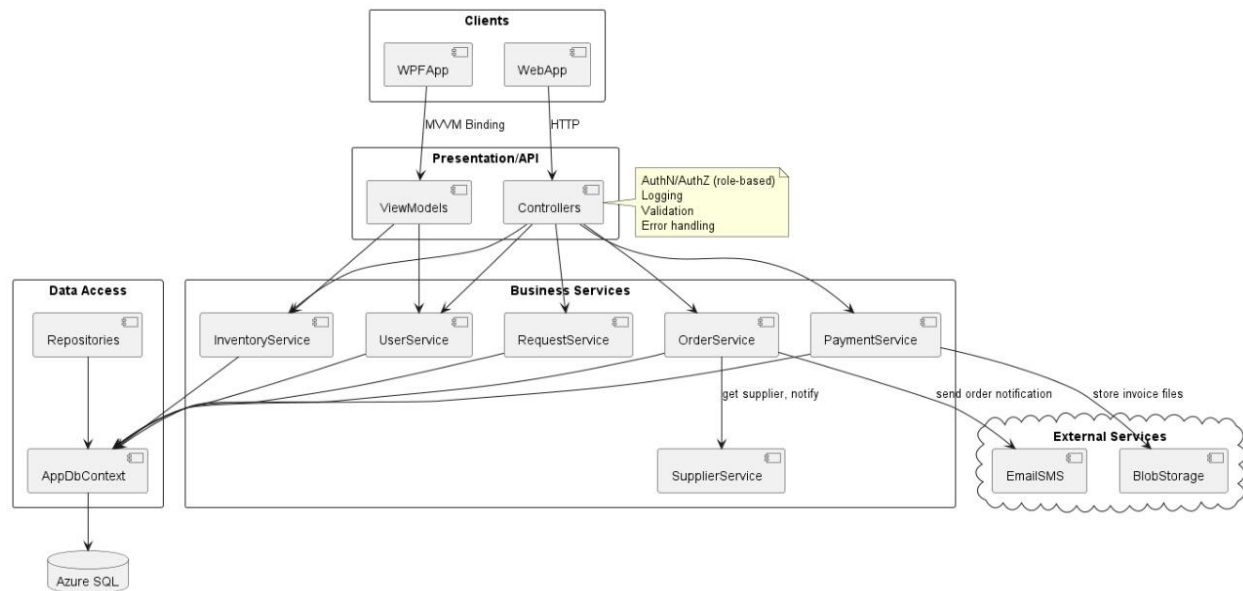 Clients
WPFApp
WebApp
MVVM Binding
HTTP
Presentation/API
ViewModels
Controllers
AuthN/AuthZ (role-based)
Logging
Validation
Error handling
Data Access
Repositories
AppDbContext
Business Services
InventoryService
UserService
RequestService
OrderService
PaymentService
get supplier, notify
send order notification
store invoice files
SupplierService
External Services
EmailSMS
BlobStorage
Azure SQL